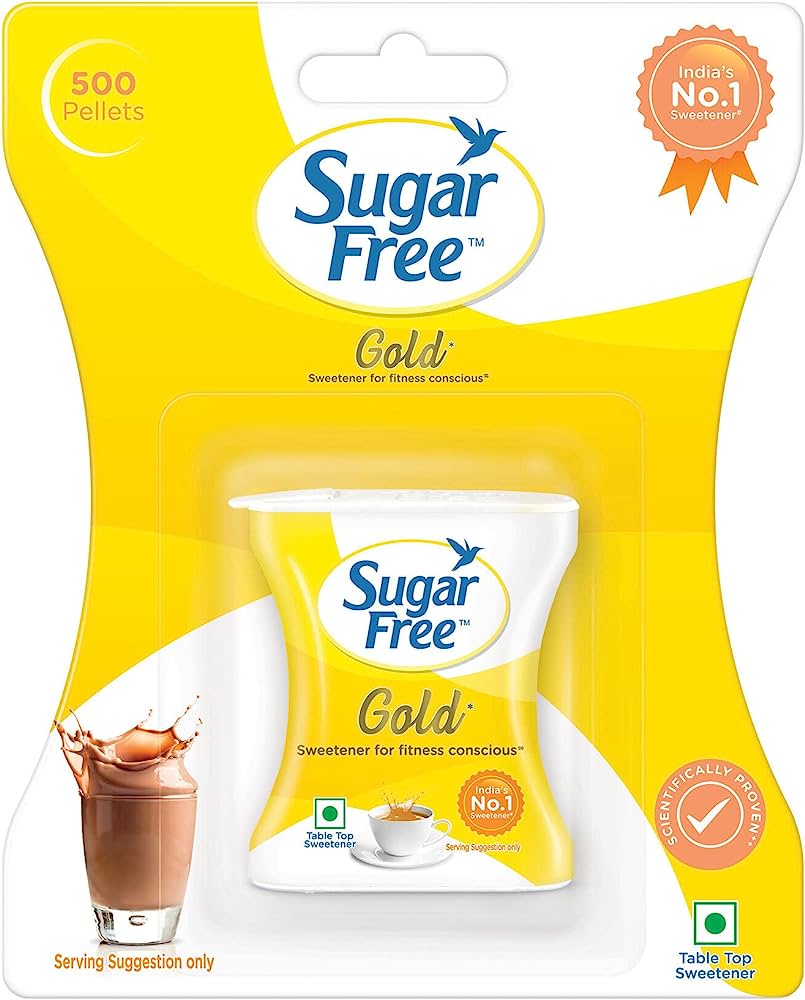 500
Pellets
India's
No.1
Sweetener#
Sugar
Free™
Gold*
Sweetener for fitness conscious≈
Sugar
Free™
Gold*
Sweetener for fitness conscious
India's
No.1
Sweetener#
Table Top
Sweetener
Serving Suggestion only
SCIENTIFICALLY PROVEN++
Serving Suggestion only
Table Top
Sweetener